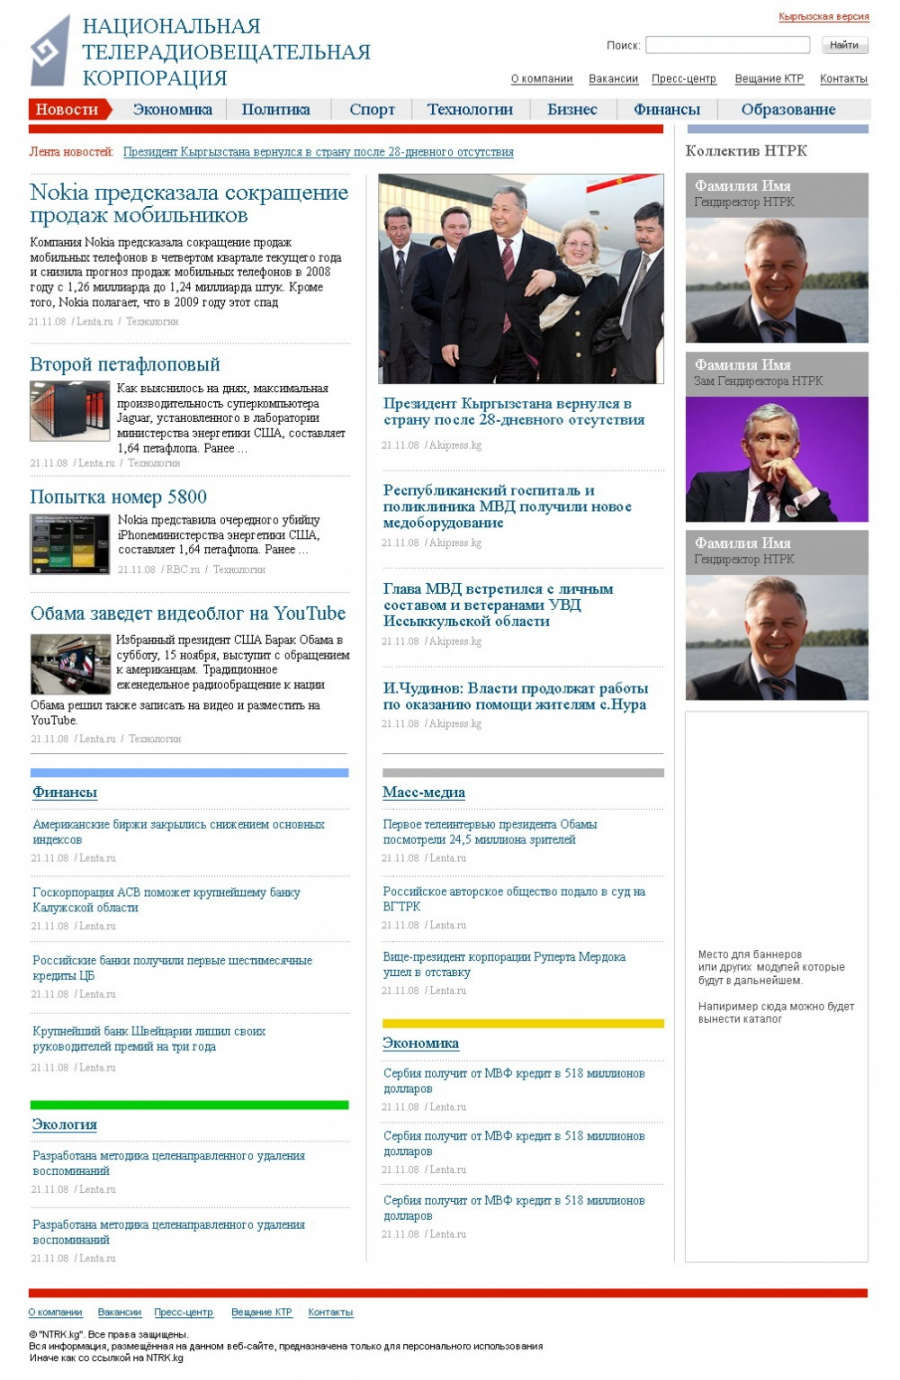 НАЦИОНАЛЬНАЯ
ТЕЛЕРАДИОВЕЩАТЕЛЬНАЯ
КОРПОРАЦИЯ
Кыргызская версия
Поиск: Найти
О компании Вакансии Пресс-центр Вещание КТР Контакты
Новости Экономика Политика Спорт Технологии Бизнес Финансы Образование
Лента новостей: Президент Кыргызстана вернулся в страну после 28-дневного отсутствия
Nokia предсказала сокращение
продаж мобильников
Компания Nokia предсказала сокращение продаж
мобильных телефонов в четвертом квартале текущего года
и снизила прогноз продаж мобильных телефонов в 2008
году с 1,26 миллиарда до 1,24 миллиарда штук. Кроме
того, Nokia полагает, что в 2009 году этот спад
21.11.08 / Lenta.ru / Технологии
Второй петафлоповый
Как выяснилось на днях, максимальная
производительность суперкомпьютера
Jaguar, установленного в лаборатории
министерства энергетики США, составляет
1,64 петафлопа. Ранее ...
21.11.08 / Lenta.ru / Технологии
Попытка номер 5800
Nokia представила очередного убийцу
iPhoneминистерства энергетики США,
составляет 1,64 петафлопа. Ранее ...
21.11.08 / RBC.ru / Технологии
Обама заведет видеоблог на YouTube
Избранный президент США Барак Обама в
субботу, 15 ноября, выступит с обращением
к американцам. Традиционное
еженедельное радиообращение к нации
Обама решил также записать на видео и разместить на
YouTube.
21.11.08 / Lenta.ru / Технологии
Президент Кыргызстана вернулся в
страну после 28-дневного отсутствия
21.11.08 / Akipress.kg
Республиканский госпиталь и
поликлиника МВД получили новое
медоборудование
21.11.08 / Akipress.kg
Глава МВД встретился с личным
составом и ветеранами УВД
Иссыккульской области
21.11.08 / Akipress.kg
И.Чудинов: Власти продолжат работы
по оказанию помощи жителям с.Нура
21.11.08 / Akipress.kg
Коллектив НТРК
Фамилия Имя
Гендиректор НТРК
Фамилия Имя
Зам Гендиректора НТРК
Фамилия Имя
Гендиректор НТРК
Финансы
Американские биржи закрылись снижением основных
индексов
21.11.08 / Lenta.ru
Госкорпорация АСВ поможет крупнейшему банку
Калужской области
21.11.08 / Lenta.ru
Российские банки получили первые шестимесячные
кредиты ЦБ
21.11.08 / Lenta.ru
Крупнейший банк Швейцарии лишил своих
руководителей премий на три года
21.11.08 / Lenta.ru
Экология
Разработана методика целенаправленного удаления
воспоминаний
21.11.08 / Lenta.ru
Разработана методика целенаправленного удаления
воспоминаний
21.11.08 / Lenta.ru
Масс-медиа
Первое телеинтервью президента Обамы
посмотрели 24,5 миллиона зрителей
21.11.08 / Lenta.ru
Российское авторское общество подало в суд на
ВГТРК
21.11.08 / Lenta.ru
Вице-президент корпорации Руперта Мердока
ушел в отставку
21.11.08 / Lenta.ru
Экономика
Сербия получит от МВФ кредит в 518 миллионов
долларов
21.11.08 / Lenta.ru
Сербия получит от МВФ кредит в 518 миллионов
долларов
21.11.08 / Lenta.ru
Сербия получит от МВФ кредит в 518 миллионов
долларов
21.11.08 / Lenta.ru
Место для баннеров
или других модулей которые
будут в дальнейшем.
Напиример сюда можно будет
вынести каталог
О компании Вакансии Пресс-центр Вещание КТР Контакты
© "NTRK.kg". Все права защищены.
Вся информация, размещённая на данном веб-сайте, предназначена только для персонального использования
Иначе как со ссылкой на NTRK.kg